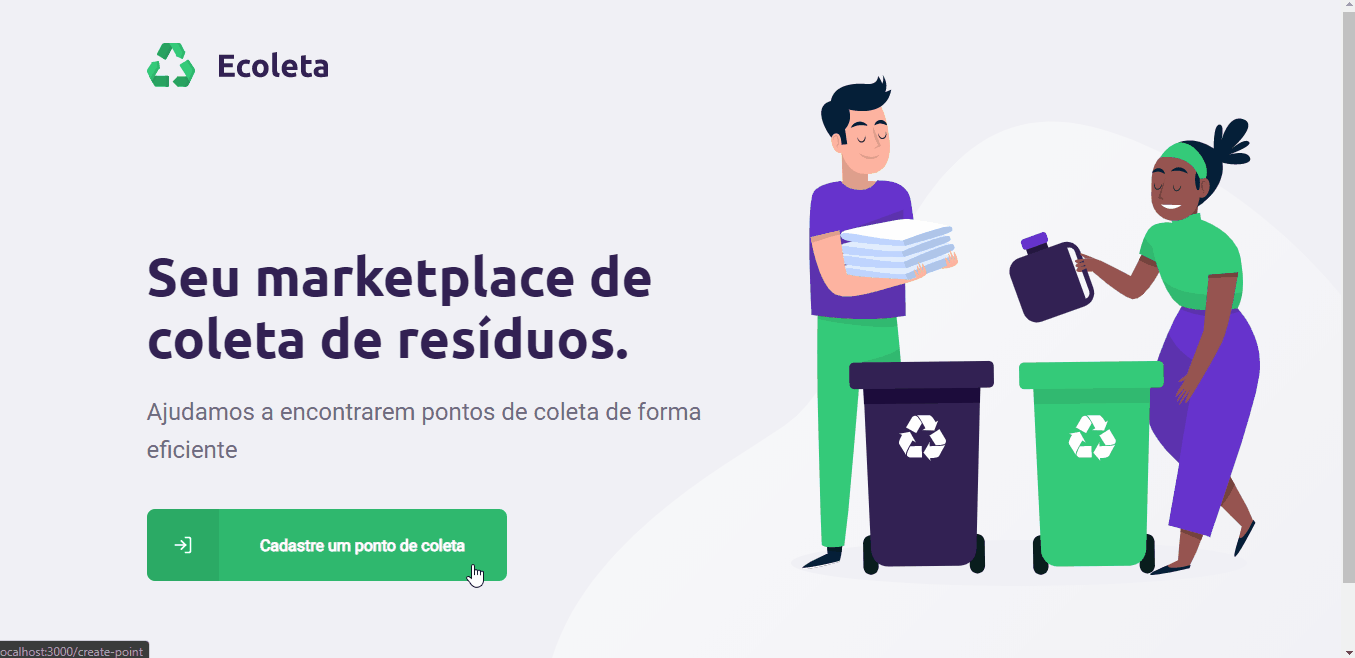 Ecoleta
Seu marketplace de
coleta de resíduos.
Ajudamos a encontrarem pontos de coleta de forma
eficiente
Cadastre um ponto de coleta
ocalhost:3000/create-point